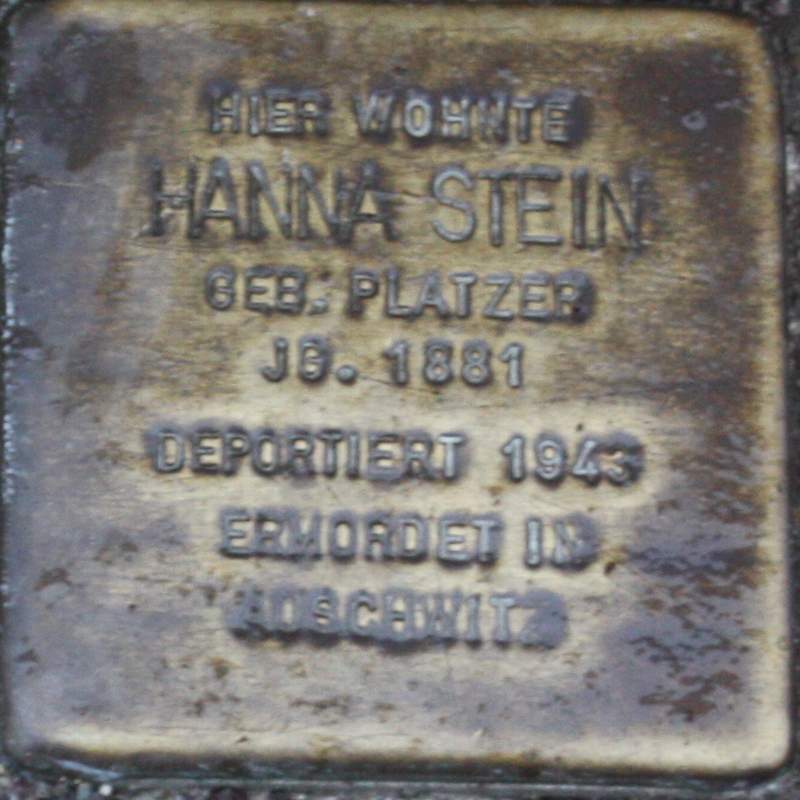 HIER WOHNTE
HANNA STEIN
GEB. PLATZER
JG. 1881
DEPORTIERT 1943
ERMORDET IN
AUSCHWITZ